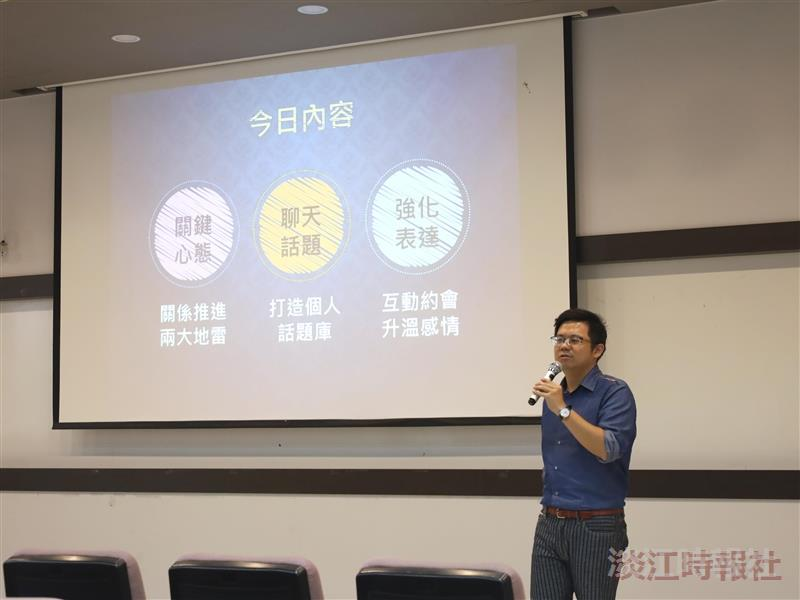 今日內容
關鍵
心態
聊天
話題
強化
表達
關係推進
兩大地雷
打造個人
話題庫
互動約會
升溫感情
淡江時報社